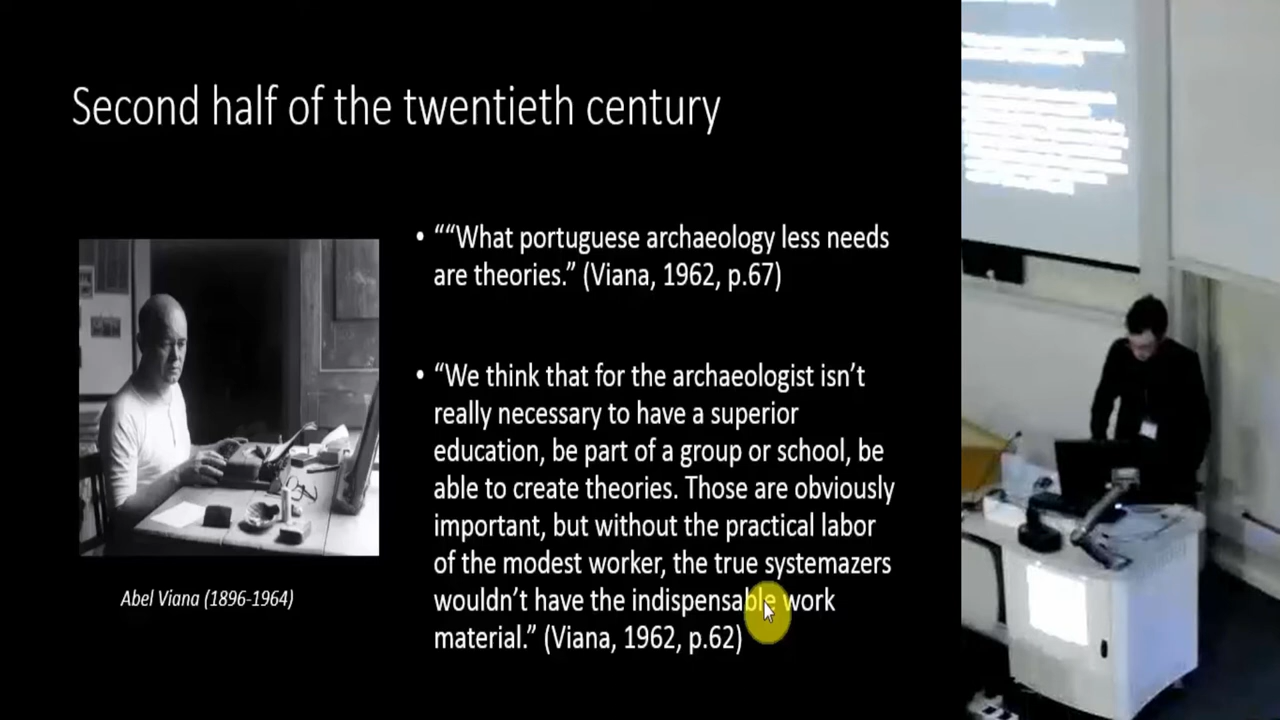 Second half of the twentieth century
• ““What portuguese archaeology less needs
are theories.” (Viana, 1962, p.67)
• “We think that for the archaeologist isn’t
really necessary to have a superior
education, be part of a group or school, be
able to create theories. Those are obviously
important, but without the practical labor
of the modest worker, the true systemazers
wouldn’t have the indispensable work
material.” (Viana, 1962, p.62)
Abel Viana (1896-1964)